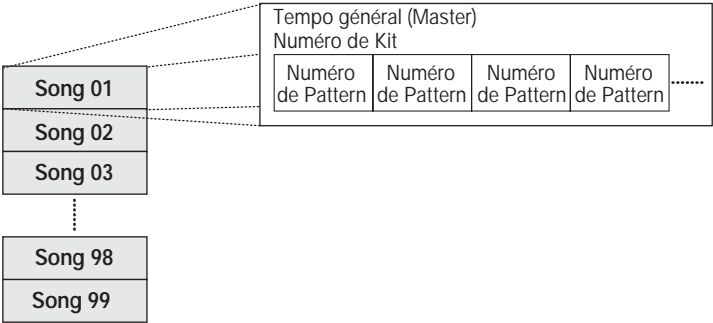 Tempo général (Master)
Numéro de Kit
Numéro Numéro Numéro Numéro
de Pattern de Pattern de Pattern de Pattern
Song 01
Song 02
Song 03
Song 98
Song 99